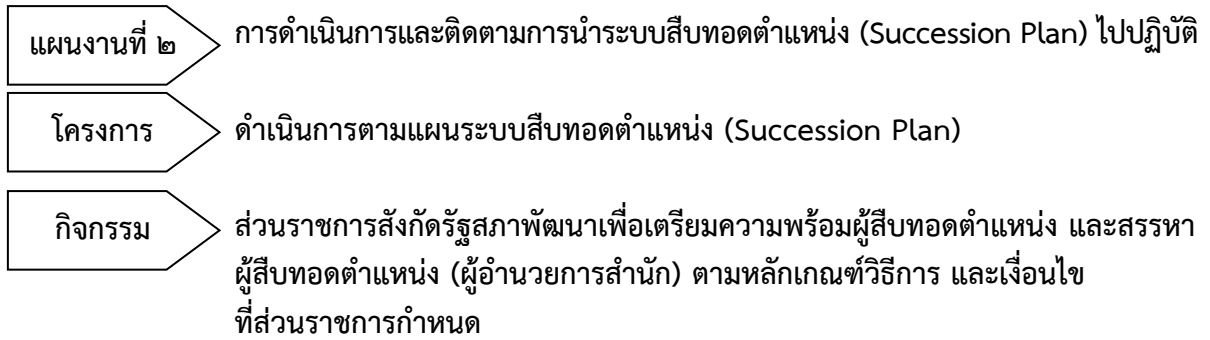 แผนงานที่ ๒ การดำเนินการและติดตามการนำระบบสืบทอดตำแหน่ง (Succession Plan) ไปปฏิบัติ
โครงการ ดำเนินการตามแผนระบบสืบทอดตำแหน่ง (Succession Plan)
กิจกรรม ส่วนราชการสังกัดรัฐสภาพัฒนาเพื่อเตรียมความพร้อมผู้สืบทอดตำแหน่ง และสรรหา
ผู้สืบทอดตำแหน่ง (ผู้อำนวยการสำนัก) ตามหลักเกณฑ์วิธีการ และเงื่อนไข
ที่ส่วนราชการกำหนด